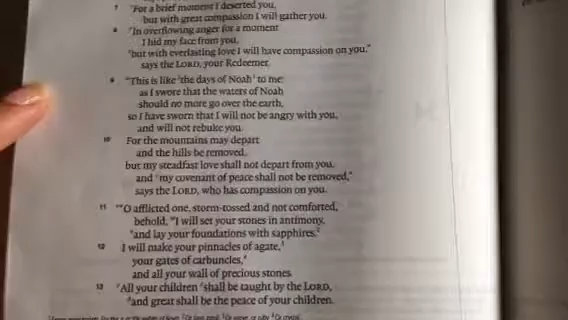 7 "For a brief moment I deserted you,
but with great compassion I will gather you.
8 In overflowing anger for a moment
I hid my face from you,
but with everlasting love I will have compassion on you,"
says the LORD, your Redeemer.
9 "This is like the days of Noah to me:
as I swore that the waters of Noah
should no more go over the earth,
so I have sworn that I will not be angry with you,
and will not rebuke you.
10 For the mountains may depart
and the hills be removed,
but my steadfast love shall not depart from you,
and my covenant of peace shall not be removed,"
says the LORD, who has compassion on you.
11 "O afflicted one, storm-tossed and not comforted,
behold, I will set your stones in antimony,
and lay your foundations with sapphires.
12 I will make your pinnacles of agate,
your gates of carbuncles,
and all your wall of precious stones.
13 All your children shall be taught by the LORD,
and great shall be the peace of your children.